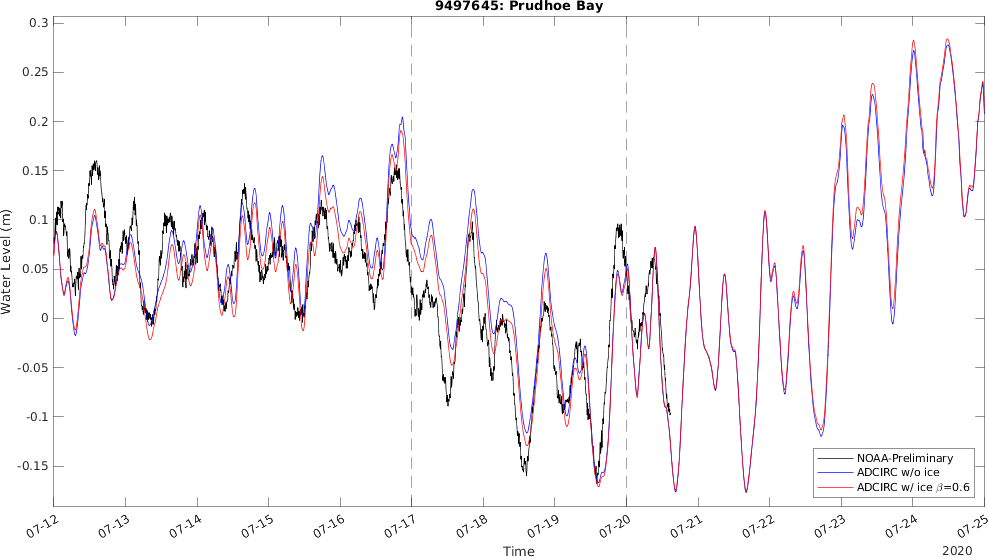 9497645: Prudhoe Bay
Water Level (m)
0.3
0.25
0.2
0.15
0.1
0.05
0
-0.05
-0.1
-0.15
NOAA-Preliminary
ADCIRC w/o ice
ADCIRC w/ ice β=0.6
07-12 07-13 07-14 07-15 07-16 07-17 07-18 07-19 07-20 07-21 07-22 07-23 07-24 07-25
Time
2020